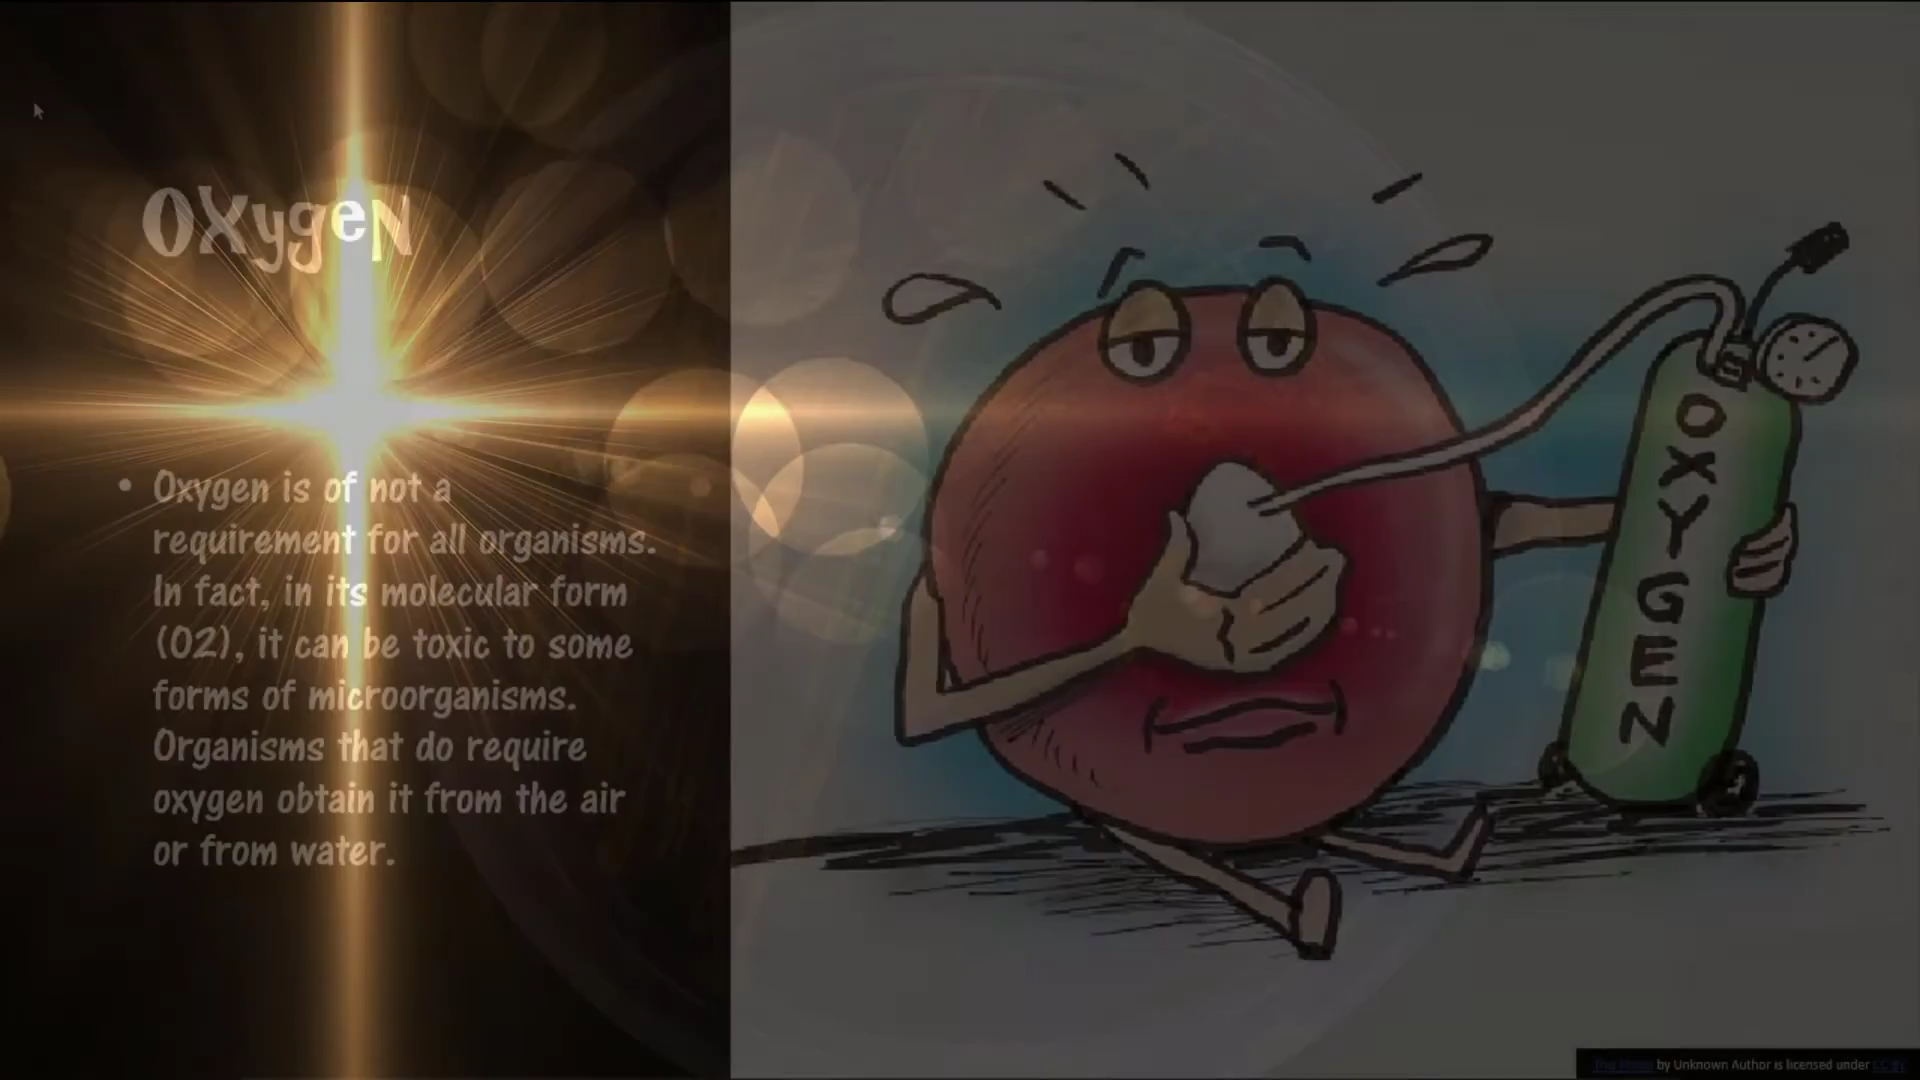 OXygeN
• Oxygen is of not a
requirement for all organisms.
In fact, in its molecular form
(O2), it can be toxic to some
forms of microorganisms.
Organisms that do require
oxygen obtain it from the air
or from water.
OXYGEN
by Unknown Author is licensed under